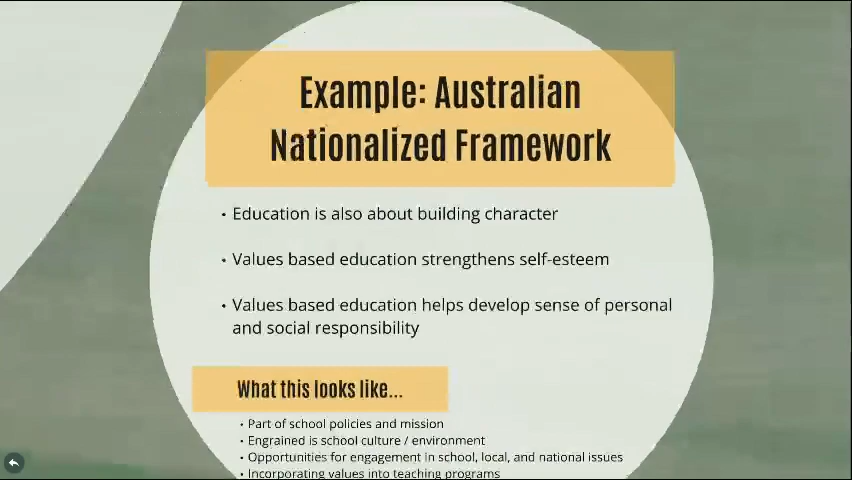 Example: Australian
Nationalized Framework
• Education is also about building character
• Values based education strengthens self-esteem
• Values based education helps develop sense of personal
and social responsibility
What this looks like...
• Part of school policies and mission
• Engrained is school culture / environment
• Opportunities for engagement in school, local, and national issues
• Incorporating values into teaching programs